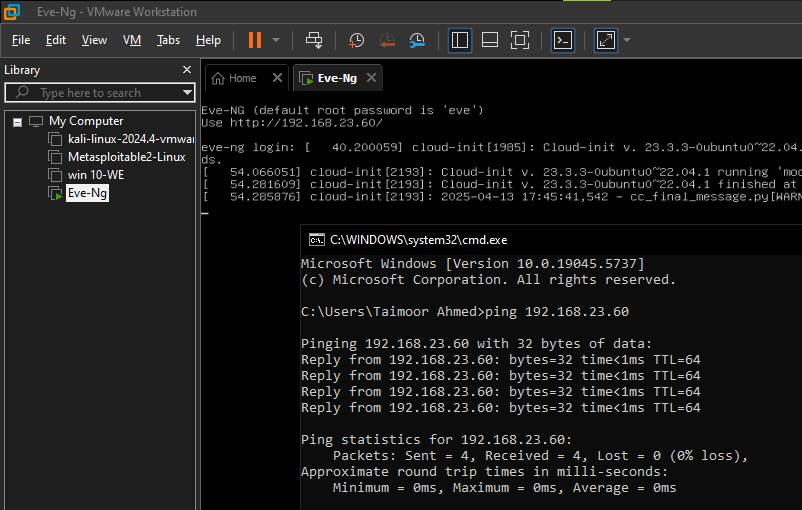 Eve-Ng - VMware Workstation
File Edit View VM Tabs Help
Library
Home
Eve-Ng
Type here to search
My Computer
kali-linux-2024.4-vmwar
Metasploitable2-Linux
win 10-WE
Eve-Ng
Eve-NG (default root password is 'eve')
Use http://192.168.23.60/
eve-ng login: [   40.200059] cloud-init[1985]: Cloud-init v. 23.3.3-0ubuntu0~22.04
ds.
[   54.066051] cloud-init[2193]: Cloud-init v. 23.3.3-0ubuntu0~22.04.1 running 'mod
[   54.281609] cloud-init[2193]: Cloud-init v. 23.3.3-0ubuntu0~22.04.1 finished at
[   54.285876] cloud-init[2193]: 2025-04-13 17:45:41,542 - cc_final_message.py[WARN
C:\WINDOWS\system32\cmd.exe
Microsoft Windows [Version 10.0.19045.5737]
(c) Microsoft Corporation. All rights reserved.
C:\Users\Taimoor Ahmed>ping 192.168.23.60
Pinging 192.168.23.60 with 32 bytes of data:
Reply from 192.168.23.60: bytes=32 time<1ms TTL=64
Reply from 192.168.23.60: bytes=32 time<1ms TTL=64
Reply from 192.168.23.60: bytes=32 time<1ms TTL=64
Reply from 192.168.23.60: bytes=32 time<1ms TTL=64
Ping statistics for 192.168.23.60:
Packets: Sent = 4, Received = 4, Lost = 0 (0% loss),
Approximate round trip times in milli-seconds:
Minimum = 0ms, Maximum = 0ms, Average = 0ms